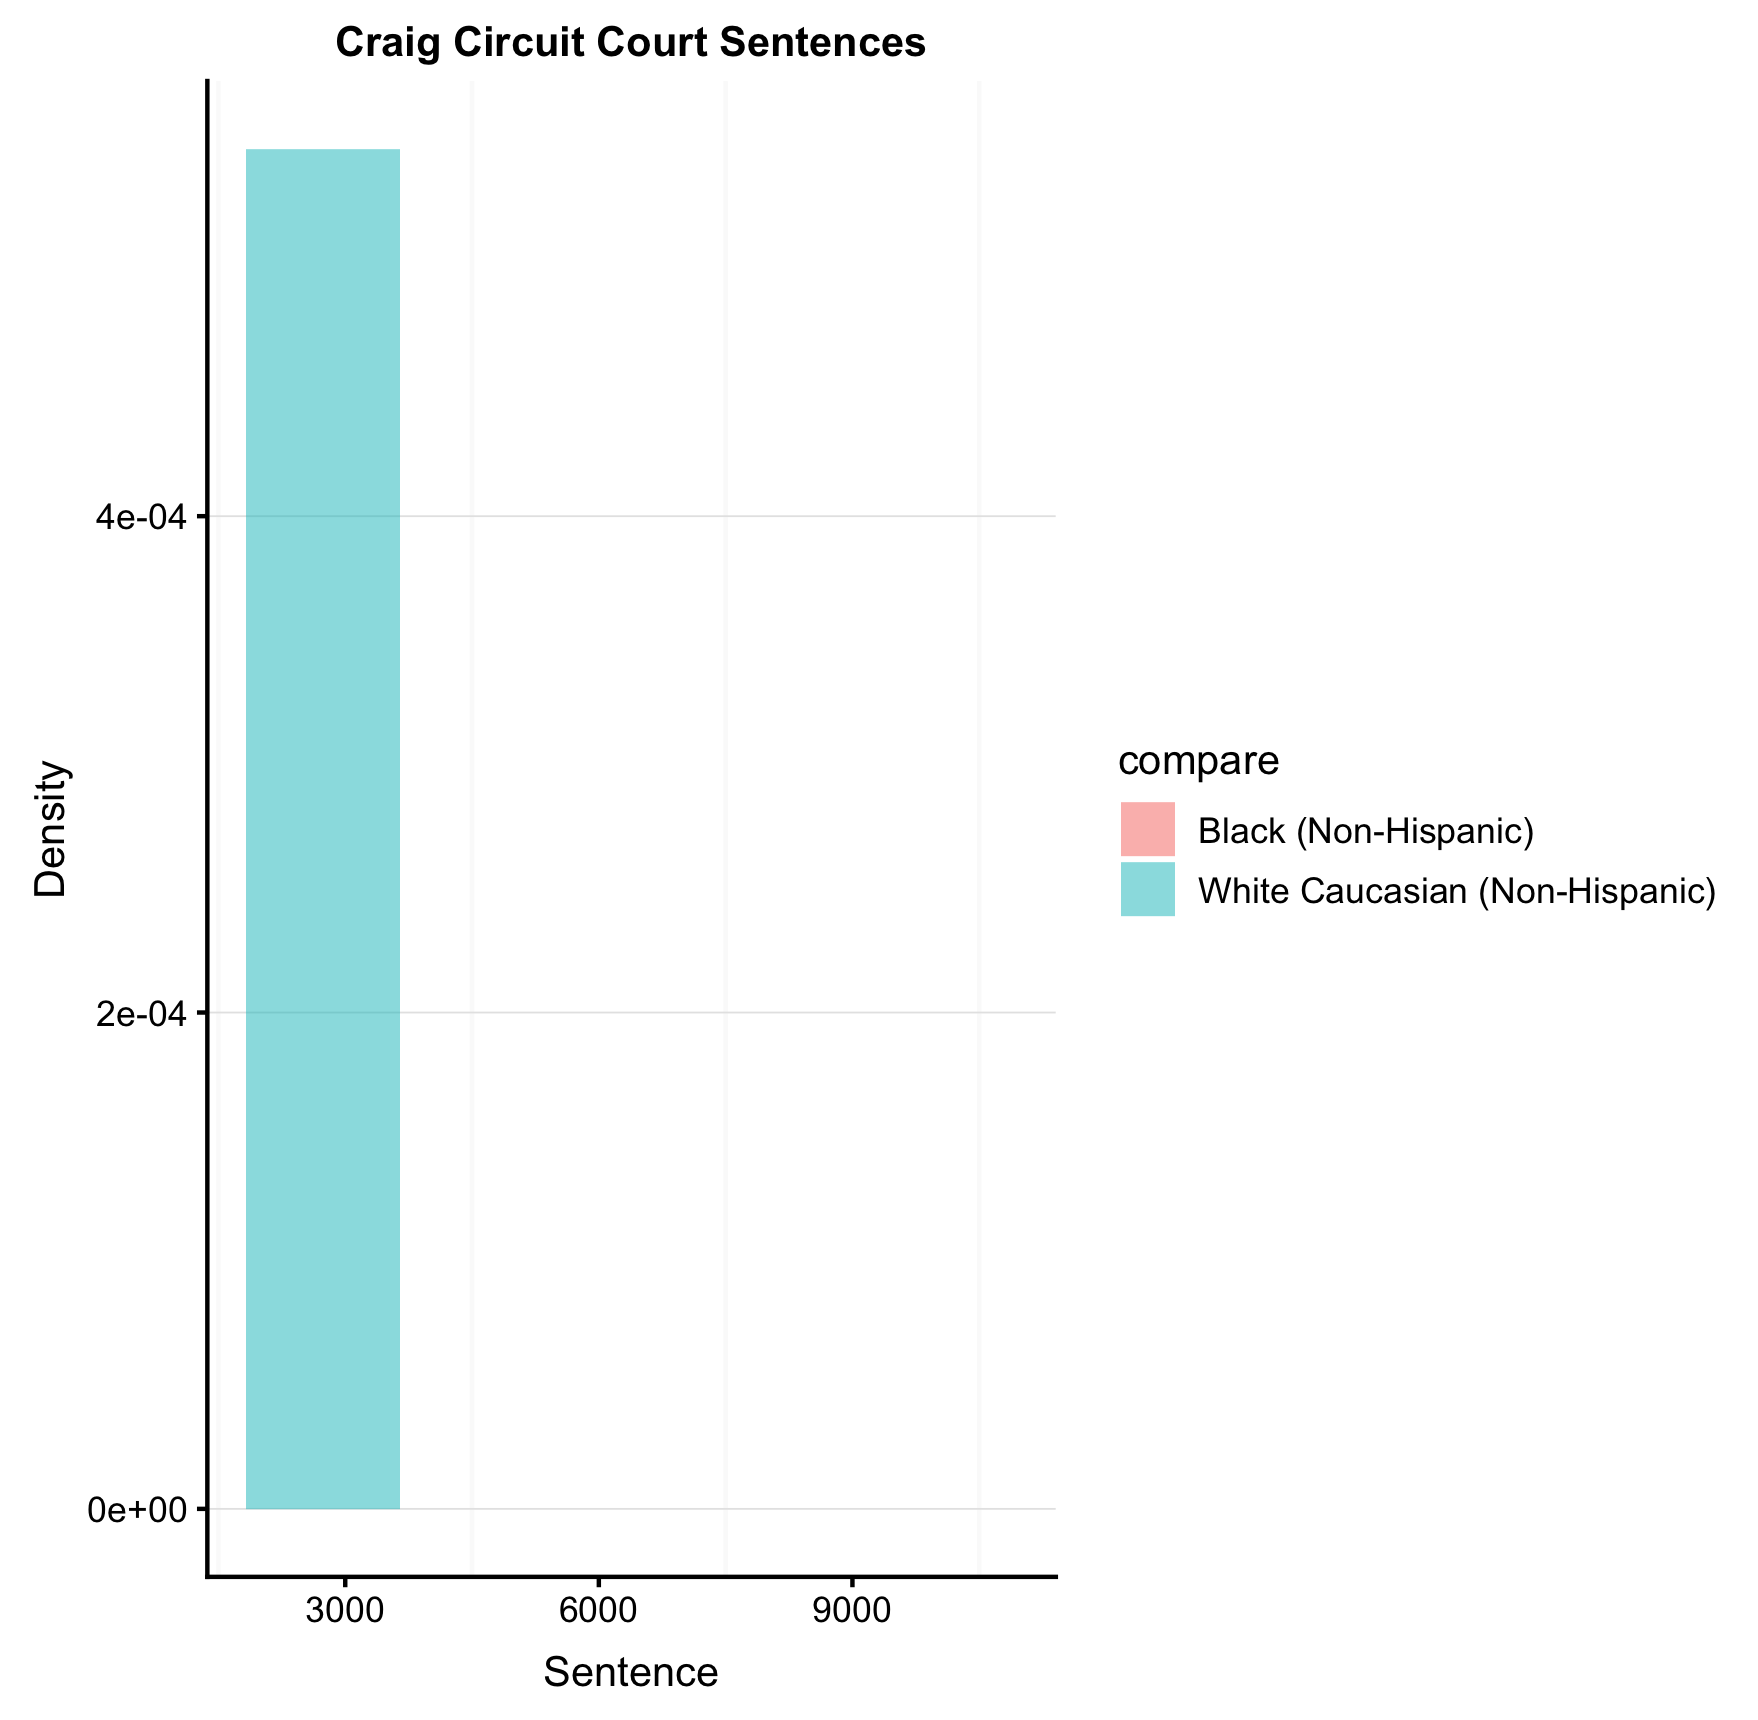 Craig Circuit Court Sentences
Density
4e-04
2e-04
0e+00
3000 6000 9000
Sentence
compare
Black (Non-Hispanic)
White Caucasian (Non-Hispanic)